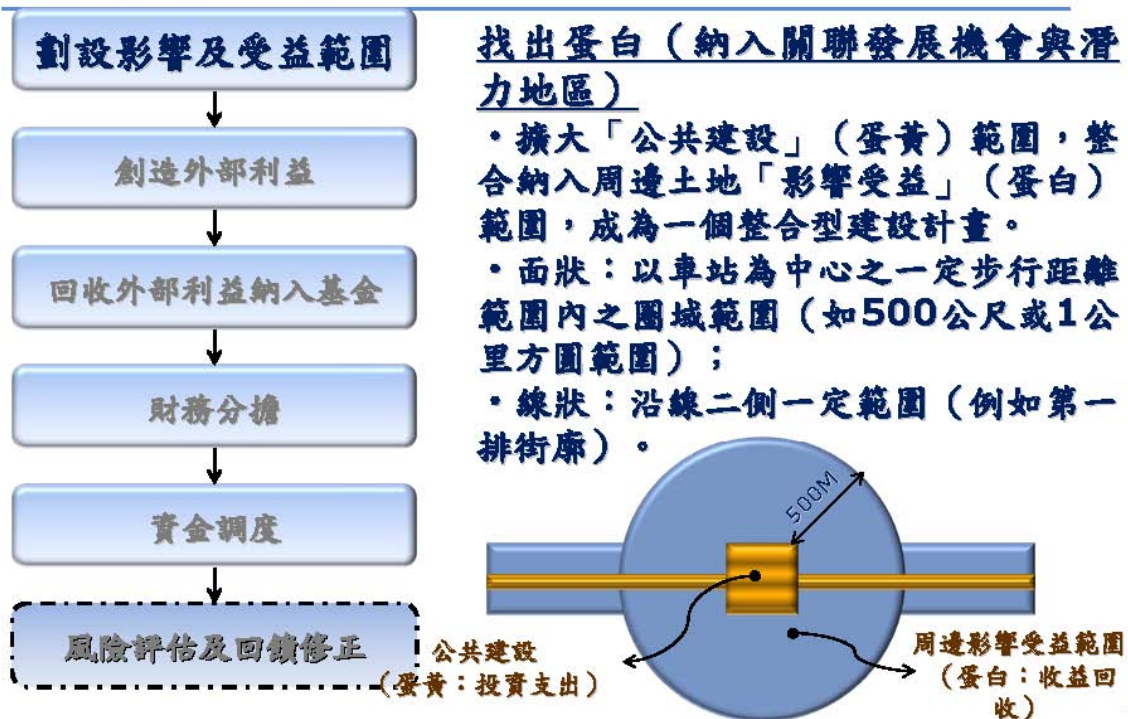 劃設影響及受益範圍
創造外部利益
回收外部利益納入基金
財務分擔
資金調度
風險評估及回饋修正
找出蛋白（納入關聯發展機會與潛
力地區）
・擴大「公共建設」（蛋黃）範圍，整
合納入周邊土地「影響受益」（蛋白）
範圍，成為一個整合型建設計畫。
・面狀：以車站為中心之一定步行距離
範圍內之圈域範圍（如500公尺或1公
里方圓範圍）；
・線狀：沿線二側一定範圍（例如第一
排街廓）。
500M
公共建設
（蛋黃：投資支出）
周邊影響受益範圍
（蛋白：收益回
收）